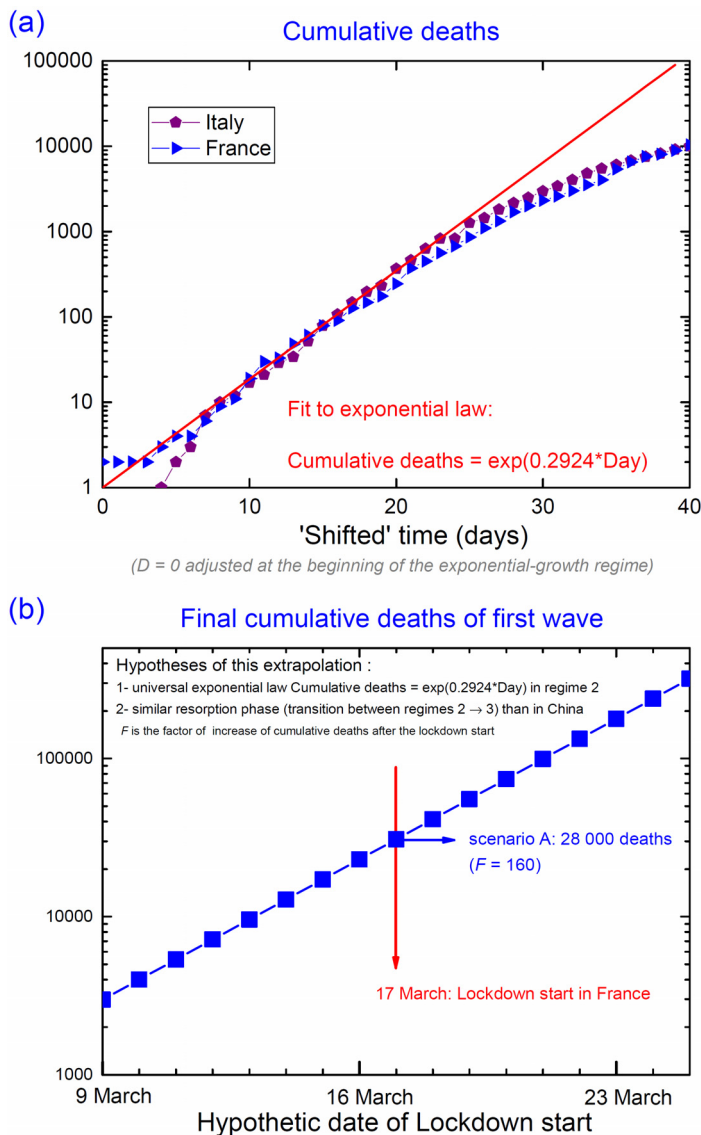 (a)
Cumulative deaths
100000
10000
1000
100
10
1
Italy
France
Fit to exponential law:
Cumulative deaths = exp(0.2924*Day)
0 10 20 30 40
'Shifted' time (days)
(D = 0 adjusted at the beginning of the exponential-growth regime)
(b)
Final cumulative deaths of first wave
Hypotheses of this extrapolation :
1- universal exponential law Cumulative deaths = exp(0.2924*Day) in regime 2
2- similar resorption phase (transition between regimes 2 → 3) than in China
F is the factor of increase of cumulative deaths after the lockdown start
100000
10000
1000
scenario A: 28 000 deaths
(F = 160)
17 March: Lockdown start in France
9 March 16 March 23 March
Hypothetic date of Lockdown start